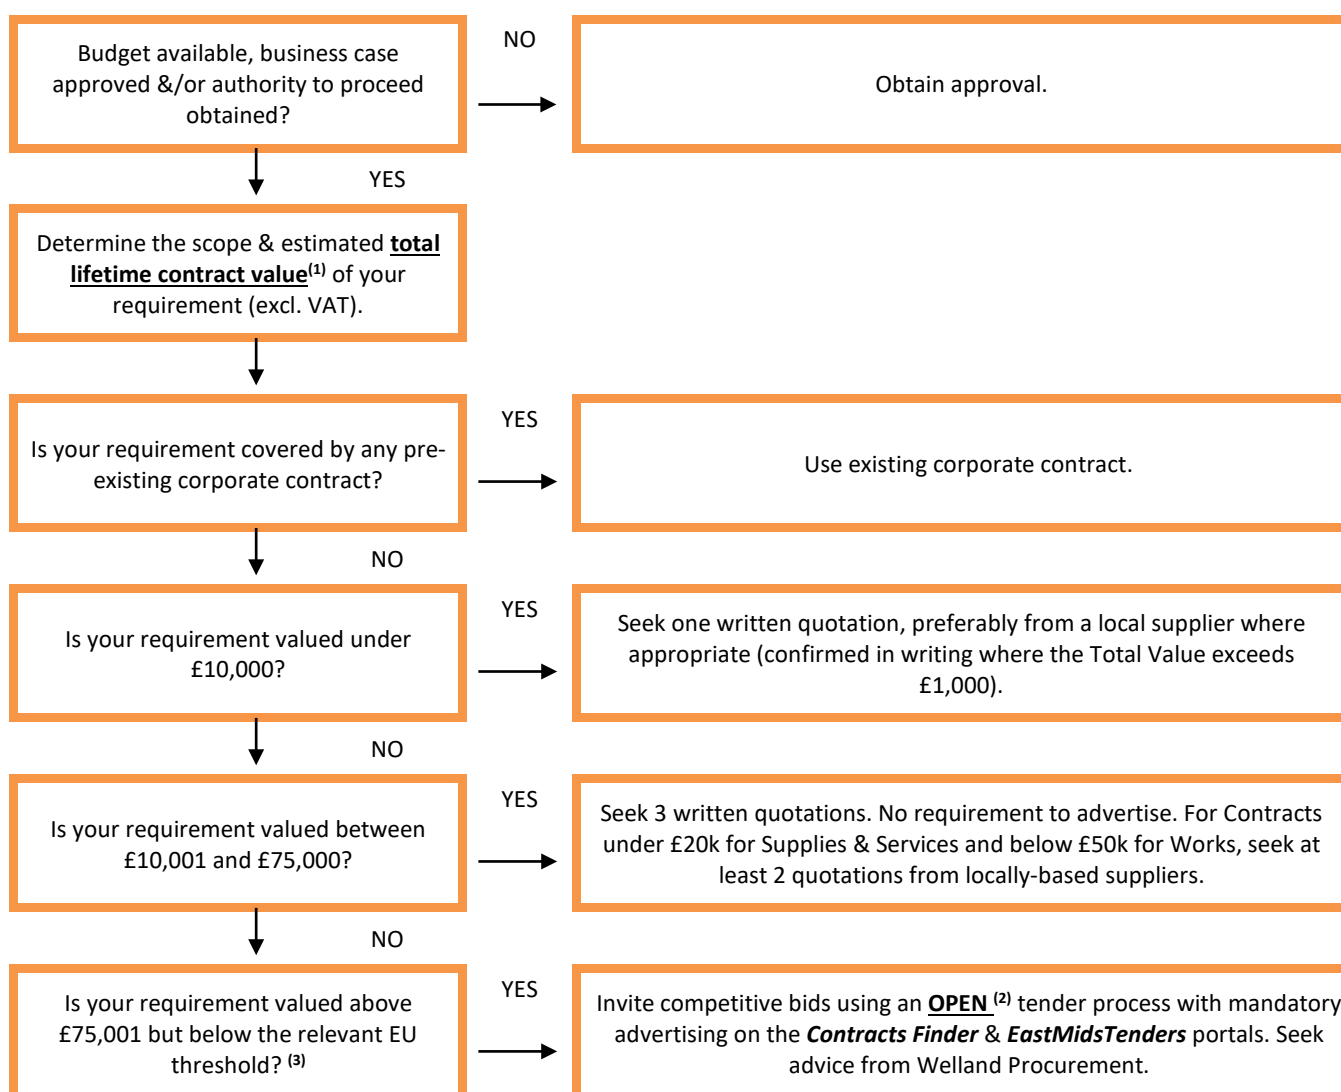 Budget available, business case
approved &/or authority to proceed
obtained?
NO
Obtain approval.
YES
Determine the scope & estimated total
lifetime contract value(1) of your
requirement (excl. VAT).
Is your requirement covered by any pre-
existing corporate contract?
YES
Use existing corporate contract.
NO
Is your requirement valued under
£10,000?
YES
Seek one written quotation, preferably from a local supplier where
appropriate (confirmed in writing where the Total Value exceeds
£1,000).
NO
Is your requirement valued between
£10,001 and £75,000?
YES
Seek 3 written quotations. No requirement to advertise. For Contracts
under £20k for Supplies & Services and below £50k for Works, seek at
least 2 quotations from locally-based suppliers.
NO
Is your requirement valued above
£75,001 but below the relevant EU
threshold? (3)
YES
Invite competitive bids using an OPEN (2) tender process with mandatory
advertising on the Contracts Finder & EastMidsTenders portals. Seek
advice from Welland Procurement.